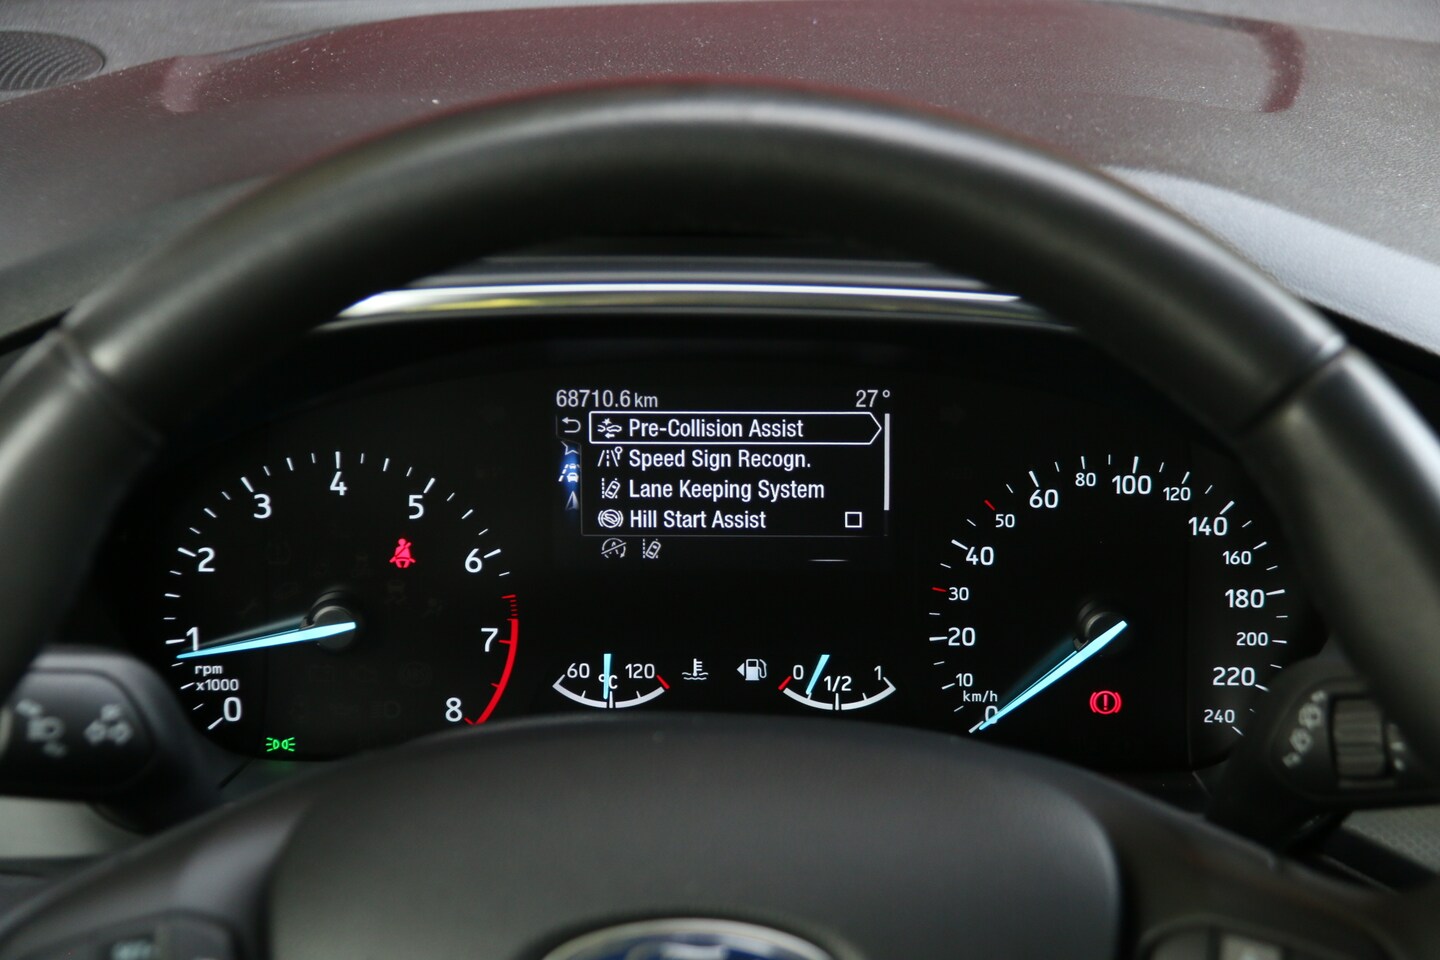 68710.6 km 27°
Pre-Collision Assist
Speed Sign Recogn.
Lane Keeping System
Hill Start Assist
0 1 2 3 4 5 6 7 8
rpm
x1000
60 °C 120
0 1/2 1
0 10 20 30 40 50 60 80 100 120 140 160 180 200 220 240
km/h